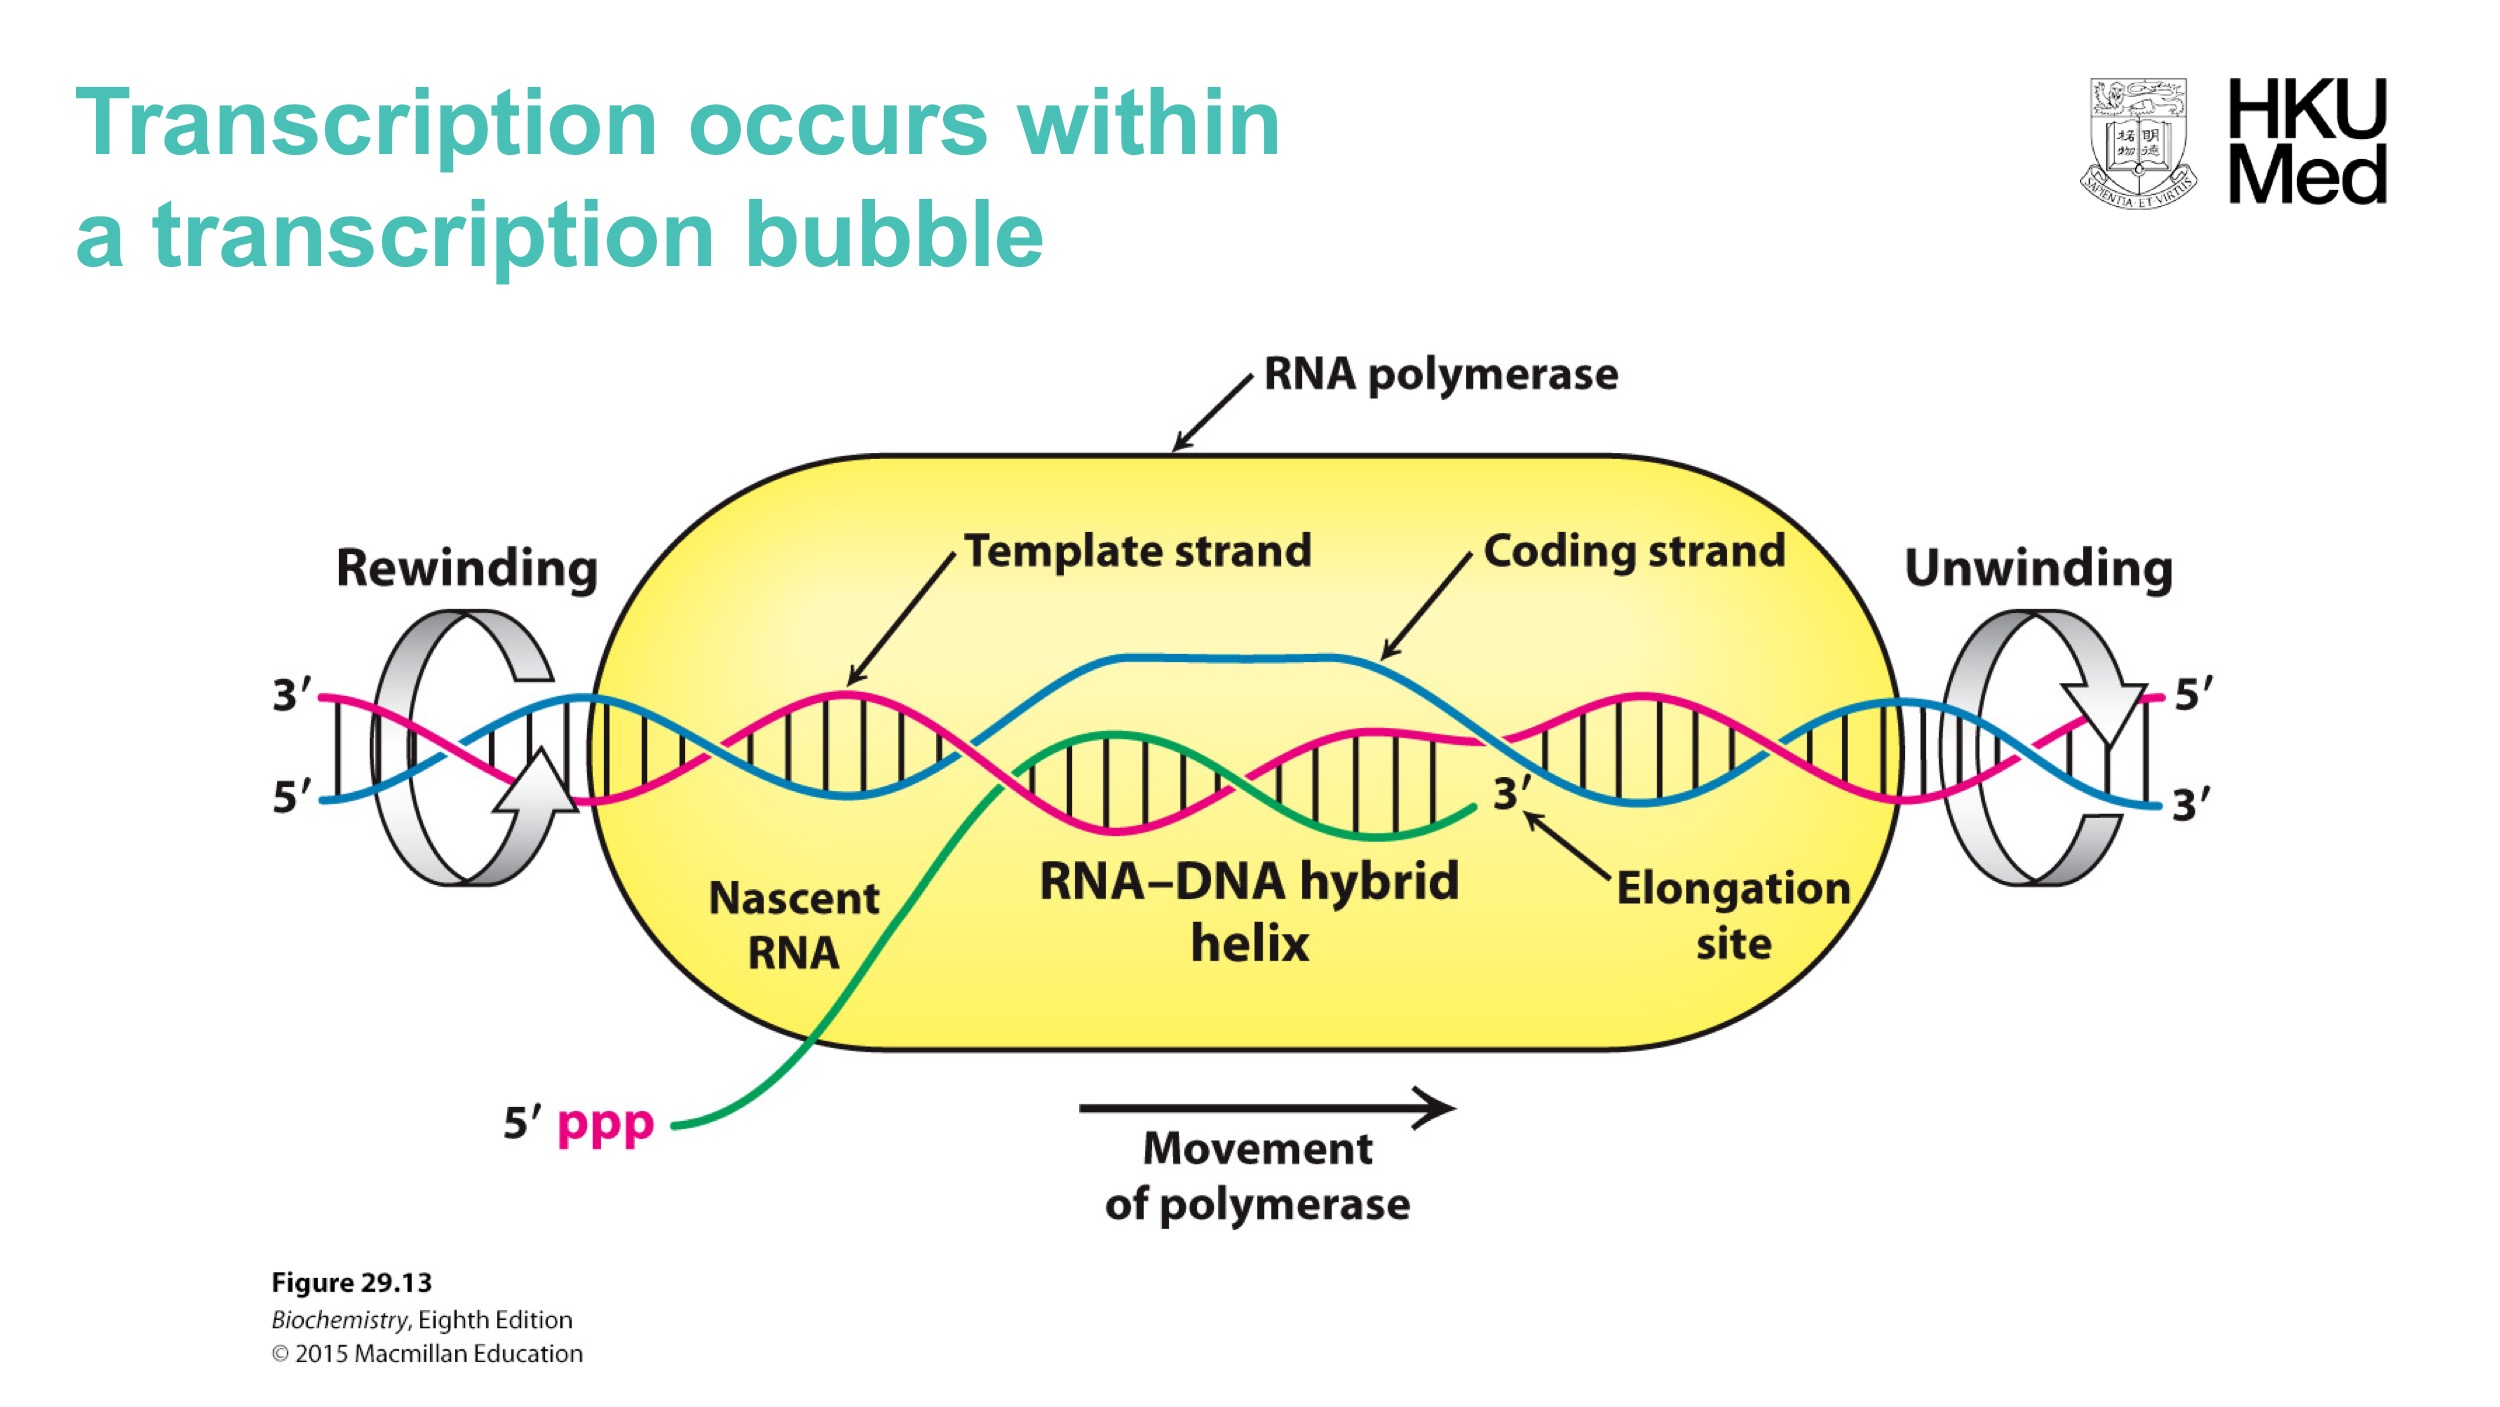 Transcription occurs within
a transcription bubble
HKU
Med
明德
格物
SAPIENTIA·ET·VIRTUS
RNA polymerase
Template strand
Coding strand
Rewinding
Unwinding
3′
5′
5′
3′
3′
Nascent
RNA
RNA–DNA hybrid
helix
Elongation
site
5′ ppp
Movement
of polymerase
Figure 29.13
Biochemistry, Eighth Edition
© 2015 Macmillan Education